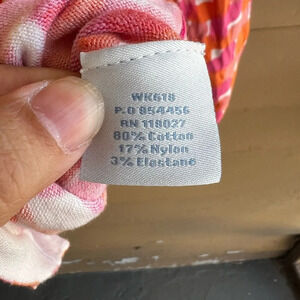 WK618
P.O 854456
RN 118027
80% Cotton
17% Nylon
3% Elastane